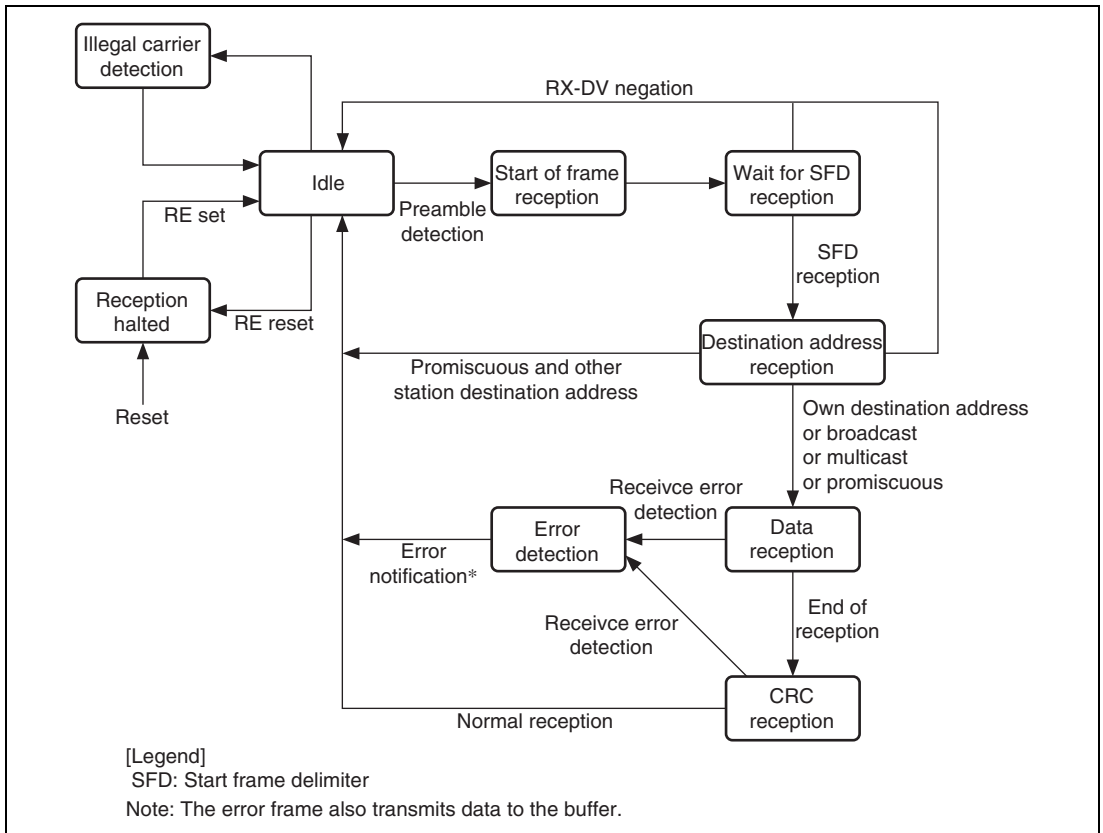 Illegal carrier
detection
RX-DV negation
Idle
Start of frame
reception
Wait for SFD
reception
Preamble
detection
RE set
SFD
reception
Reception
halted
RE reset
Destination address
reception
Promiscuous and other
station destination address
Reset
Own destination address
or broadcast
or multicast
or promiscuous
Receivce error
detection
Error
detection
Data
reception
Error
notification*
End of
reception
Receivce error
detection
CRC
reception
Normal reception
[Legend]
SFD: Start frame delimiter
Note: The error frame also transmits data to the buffer.